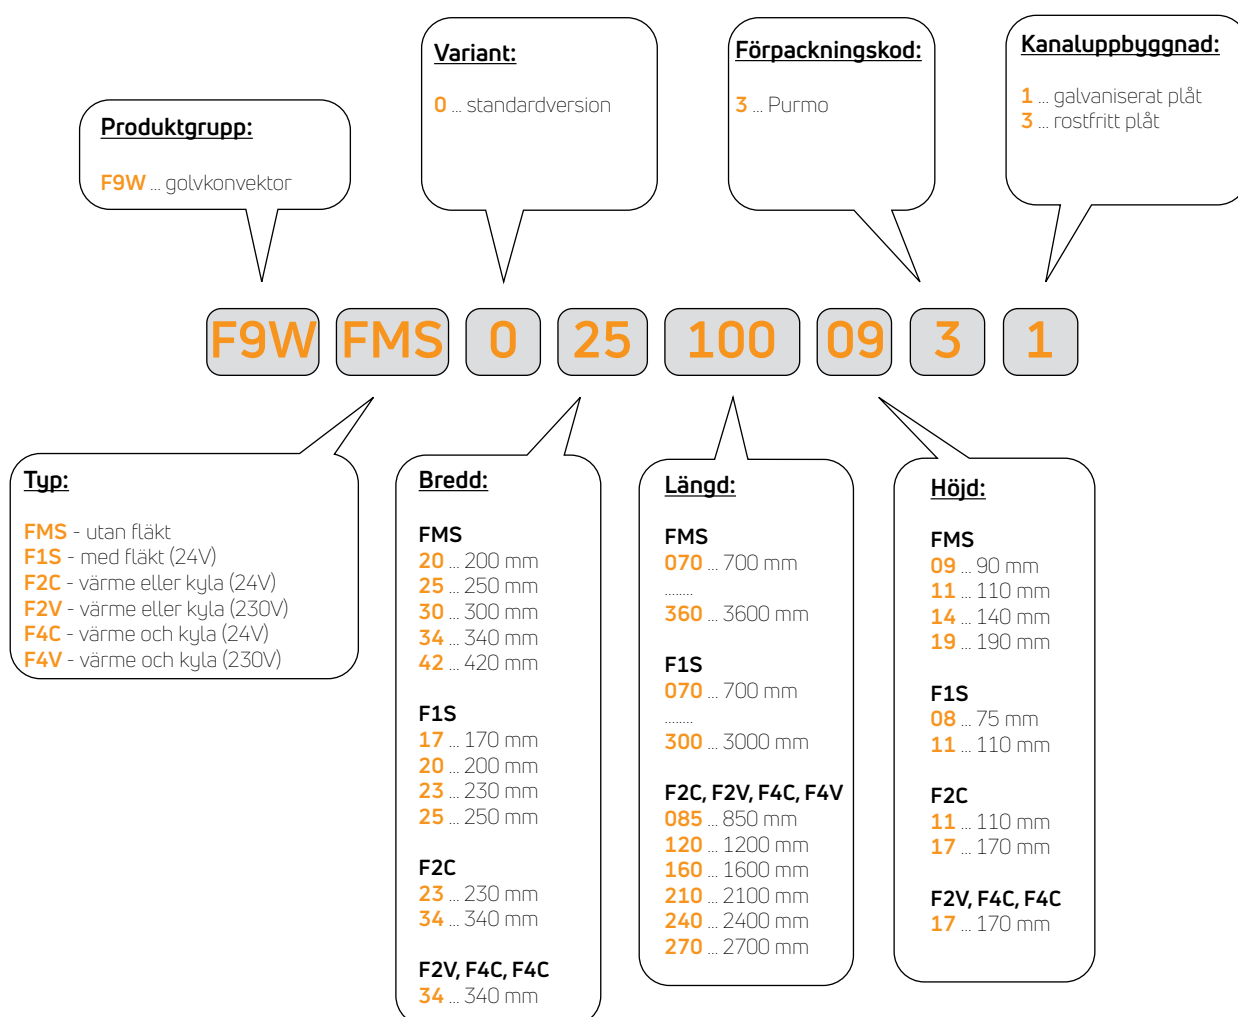 Produktgrupp:
F9W ... golvkonvektor
Variant:
0 ... standardversion
Förpackningskod:
3 ... Purmo
Kanaluppbyggnad:
1 ... galvaniserat plåt
3 ... rostfritt plåt
F9W FMS 0 25 100 09 3 1
Typ:
FMS - utan fläkt
F1S - med fläkt (24V)
F2C - värme eller kyla (24V)
F2V - värme eller kyla (230V)
F4C - värme och kyla (24V)
F4V - värme och kyla (230V)
Bredd:
FMS
20 ... 200 mm
25 ... 250 mm
30 ... 300 mm
34 ... 340 mm
42 ... 420 mm
F1S
17 ... 170 mm
20 ... 200 mm
23 ... 230 mm
25 ... 250 mm
F2C
23 ... 230 mm
34 ... 340 mm
F2V, F4C, F4C
34 ... 340 mm
Längd:
FMS
070 ... 700 mm
........
360 ... 3600 mm
F1S
070 ... 700 mm
........
300 ... 3000 mm
F2C, F2V, F4C, F4V
085 ... 850 mm
120 ... 1200 mm
160 ... 1600 mm
210 ... 2100 mm
240 ... 2400 mm
270 ... 2700 mm
Höjd:
FMS
09 ... 90 mm
11 ... 110 mm
14 ... 140 mm
19 ... 190 mm
F1S
08 ... 75 mm
11 ... 110 mm
F2C
11 ... 110 mm
17 ... 170 mm
F2V, F4C, F4C
17 ... 170 mm